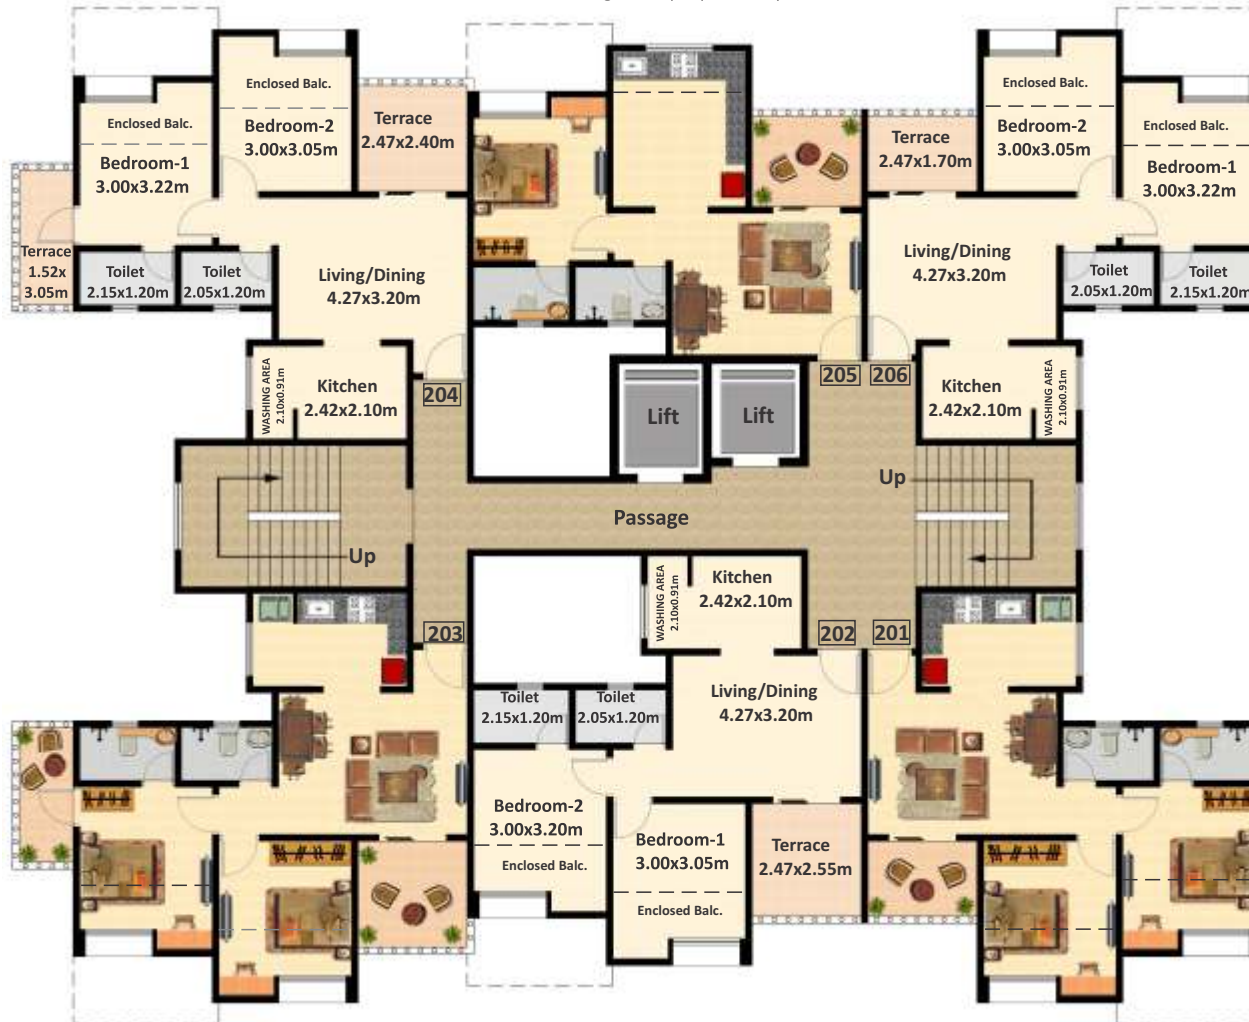 Enclosed Balc.
Bedroom-2
3.00x3.05m
Enclosed Balc.
Bedroom-1
3.00x3.22m
Terrace
2.47x2.40m
Terrace
1.52x
3.05m
Toilet
2.15x1.20m
Toilet
2.05x1.20m
Living/Dining
4.27x3.20m
WASHING AREA
2.10x0.91m
Kitchen
2.42x2.10m
204
Terrace
2.47x1.70m
Enclosed Balc.
Bedroom-2
3.00x3.05m
Enclosed Balc.
Bedroom-1
3.00x3.22m
Living/Dining
4.27x3.20m
Toilet
2.05x1.20m
Toilet
2.15x1.20m
205
206
Kitchen
2.42x2.10m
WASHING AREA
2.10x0.91m
Lift
Lift
Up
Passage
Up
203
WASHING AREA
2.10x0.91m
Kitchen
2.42x2.10m
202
201
Toilet
2.15x1.20m
Toilet
2.05x1.20m
Living/Dining
4.27x3.20m
Bedroom-2
3.00x3.20m
Enclosed Balc.
Bedroom-1
3.00x3.05m
Enclosed Balc.
Terrace
2.47x2.55m